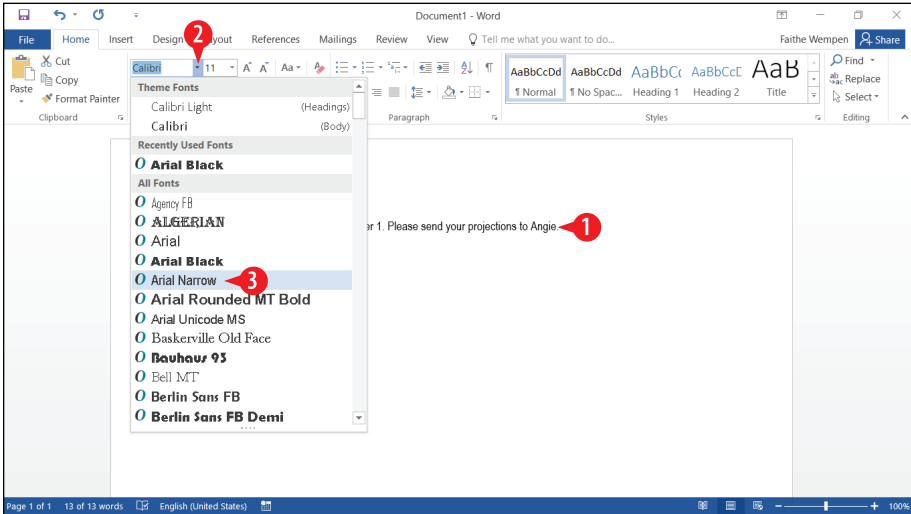 Document1 - Word
File Home Insert Design yout References Mailings Review View Tell me what you want to do... Faithe Wempen Share
2
Paste
Cut
Copy
Format Painter
Clipboard
Calibri 11 A A Aa
Paragraph
AaBbCcDd AaBbCcDd AaBbC AaBbCcE AaB
¶ Normal ¶ No Spac... Heading 1 Heading 2 Title
Styles
Find
Replace
Select
Editing
Theme Fonts
Calibri Light (Headings)
Calibri (Body)
Recently Used Fonts
O Arial Black
All Fonts
O Agency FB
O ALGERIAN
O Arial
O Arial Black
O Arial Narrow 3
O Arial Rounded MT Bold
O Arial Unicode MS
O Baskerville Old Face
O Bauhaus 93
O Bell MT
O Berlin Sans FB
O Berlin Sans FB Demi
er 1. Please send your projections to Angie. 1
Page 1 of 1 13 of 13 words English (United States) 100%